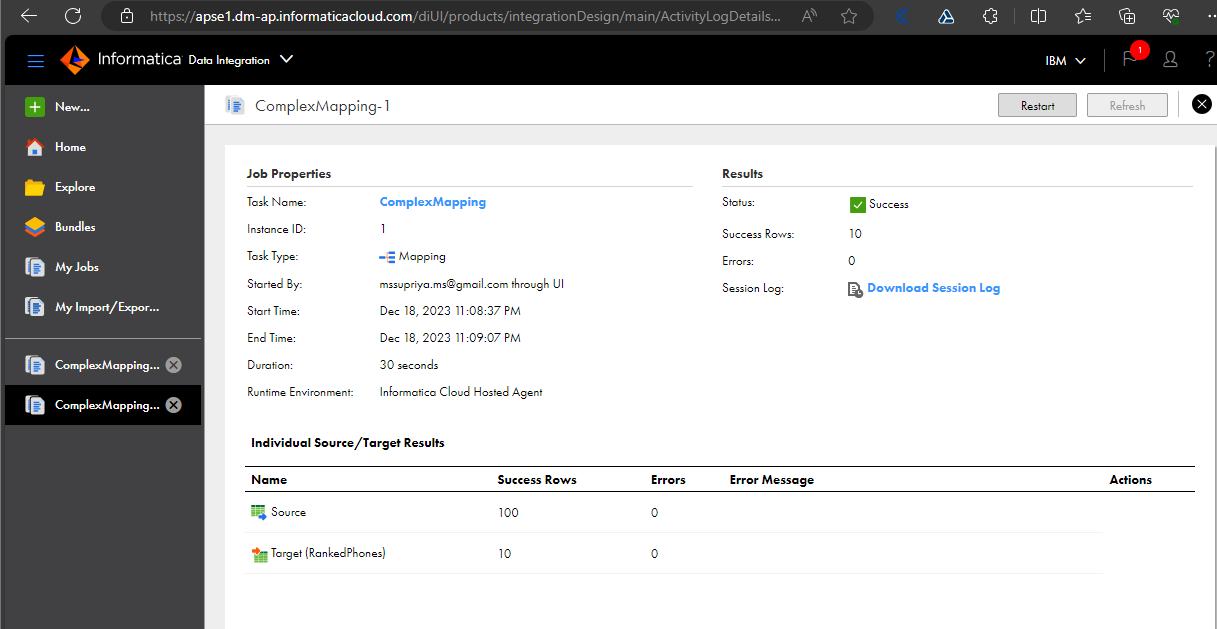 https://apse1.dm-ap.informaticacloud.com/diUI/products/integrationDesign/main/ActivityLogDetails...
Informatica Data Integration
IBM
1
?
New...
Home
Explore
Bundles
My Jobs
My Import/Expor...
ComplexMapping...
ComplexMapping...
ComplexMapping-1
Restart
Refresh
Job Properties
Task Name: ComplexMapping
Instance ID: 1
Task Type: Mapping
Started By: mssupriya.ms@gmail.com through UI
Start Time: Dec 18, 2023 11:08:37 PM
End Time: Dec 18, 2023 11:09:07 PM
Duration: 30 seconds
Runtime Environment: Informatica Cloud Hosted Agent
Results
Status: Success
Success Rows: 10
Errors: 0
Session Log: Download Session Log
Individual Source/Target Results
Name Success Rows Errors Error Message Actions
Source 100 0
Target (RankedPhones) 10 0